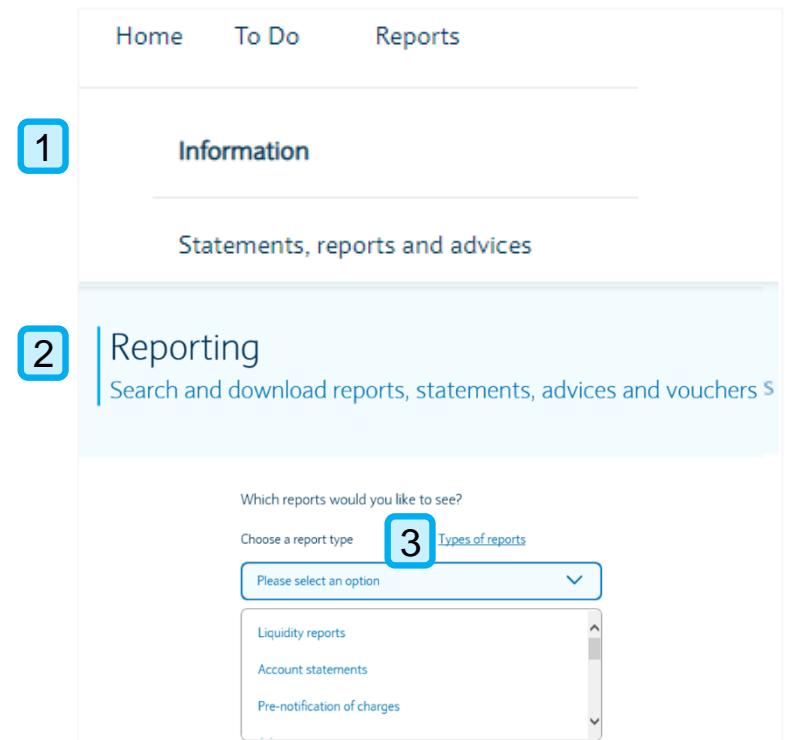 Home To Do Reports
1 Information
Statements, reports and advices
2 Reporting
Search and download reports, statements, advices and vouchers s
Which reports would you like to see?
Choose a report type 3 Types of reports
Please select an option
Liquidity reports
Account statements
Pre-notification of charges